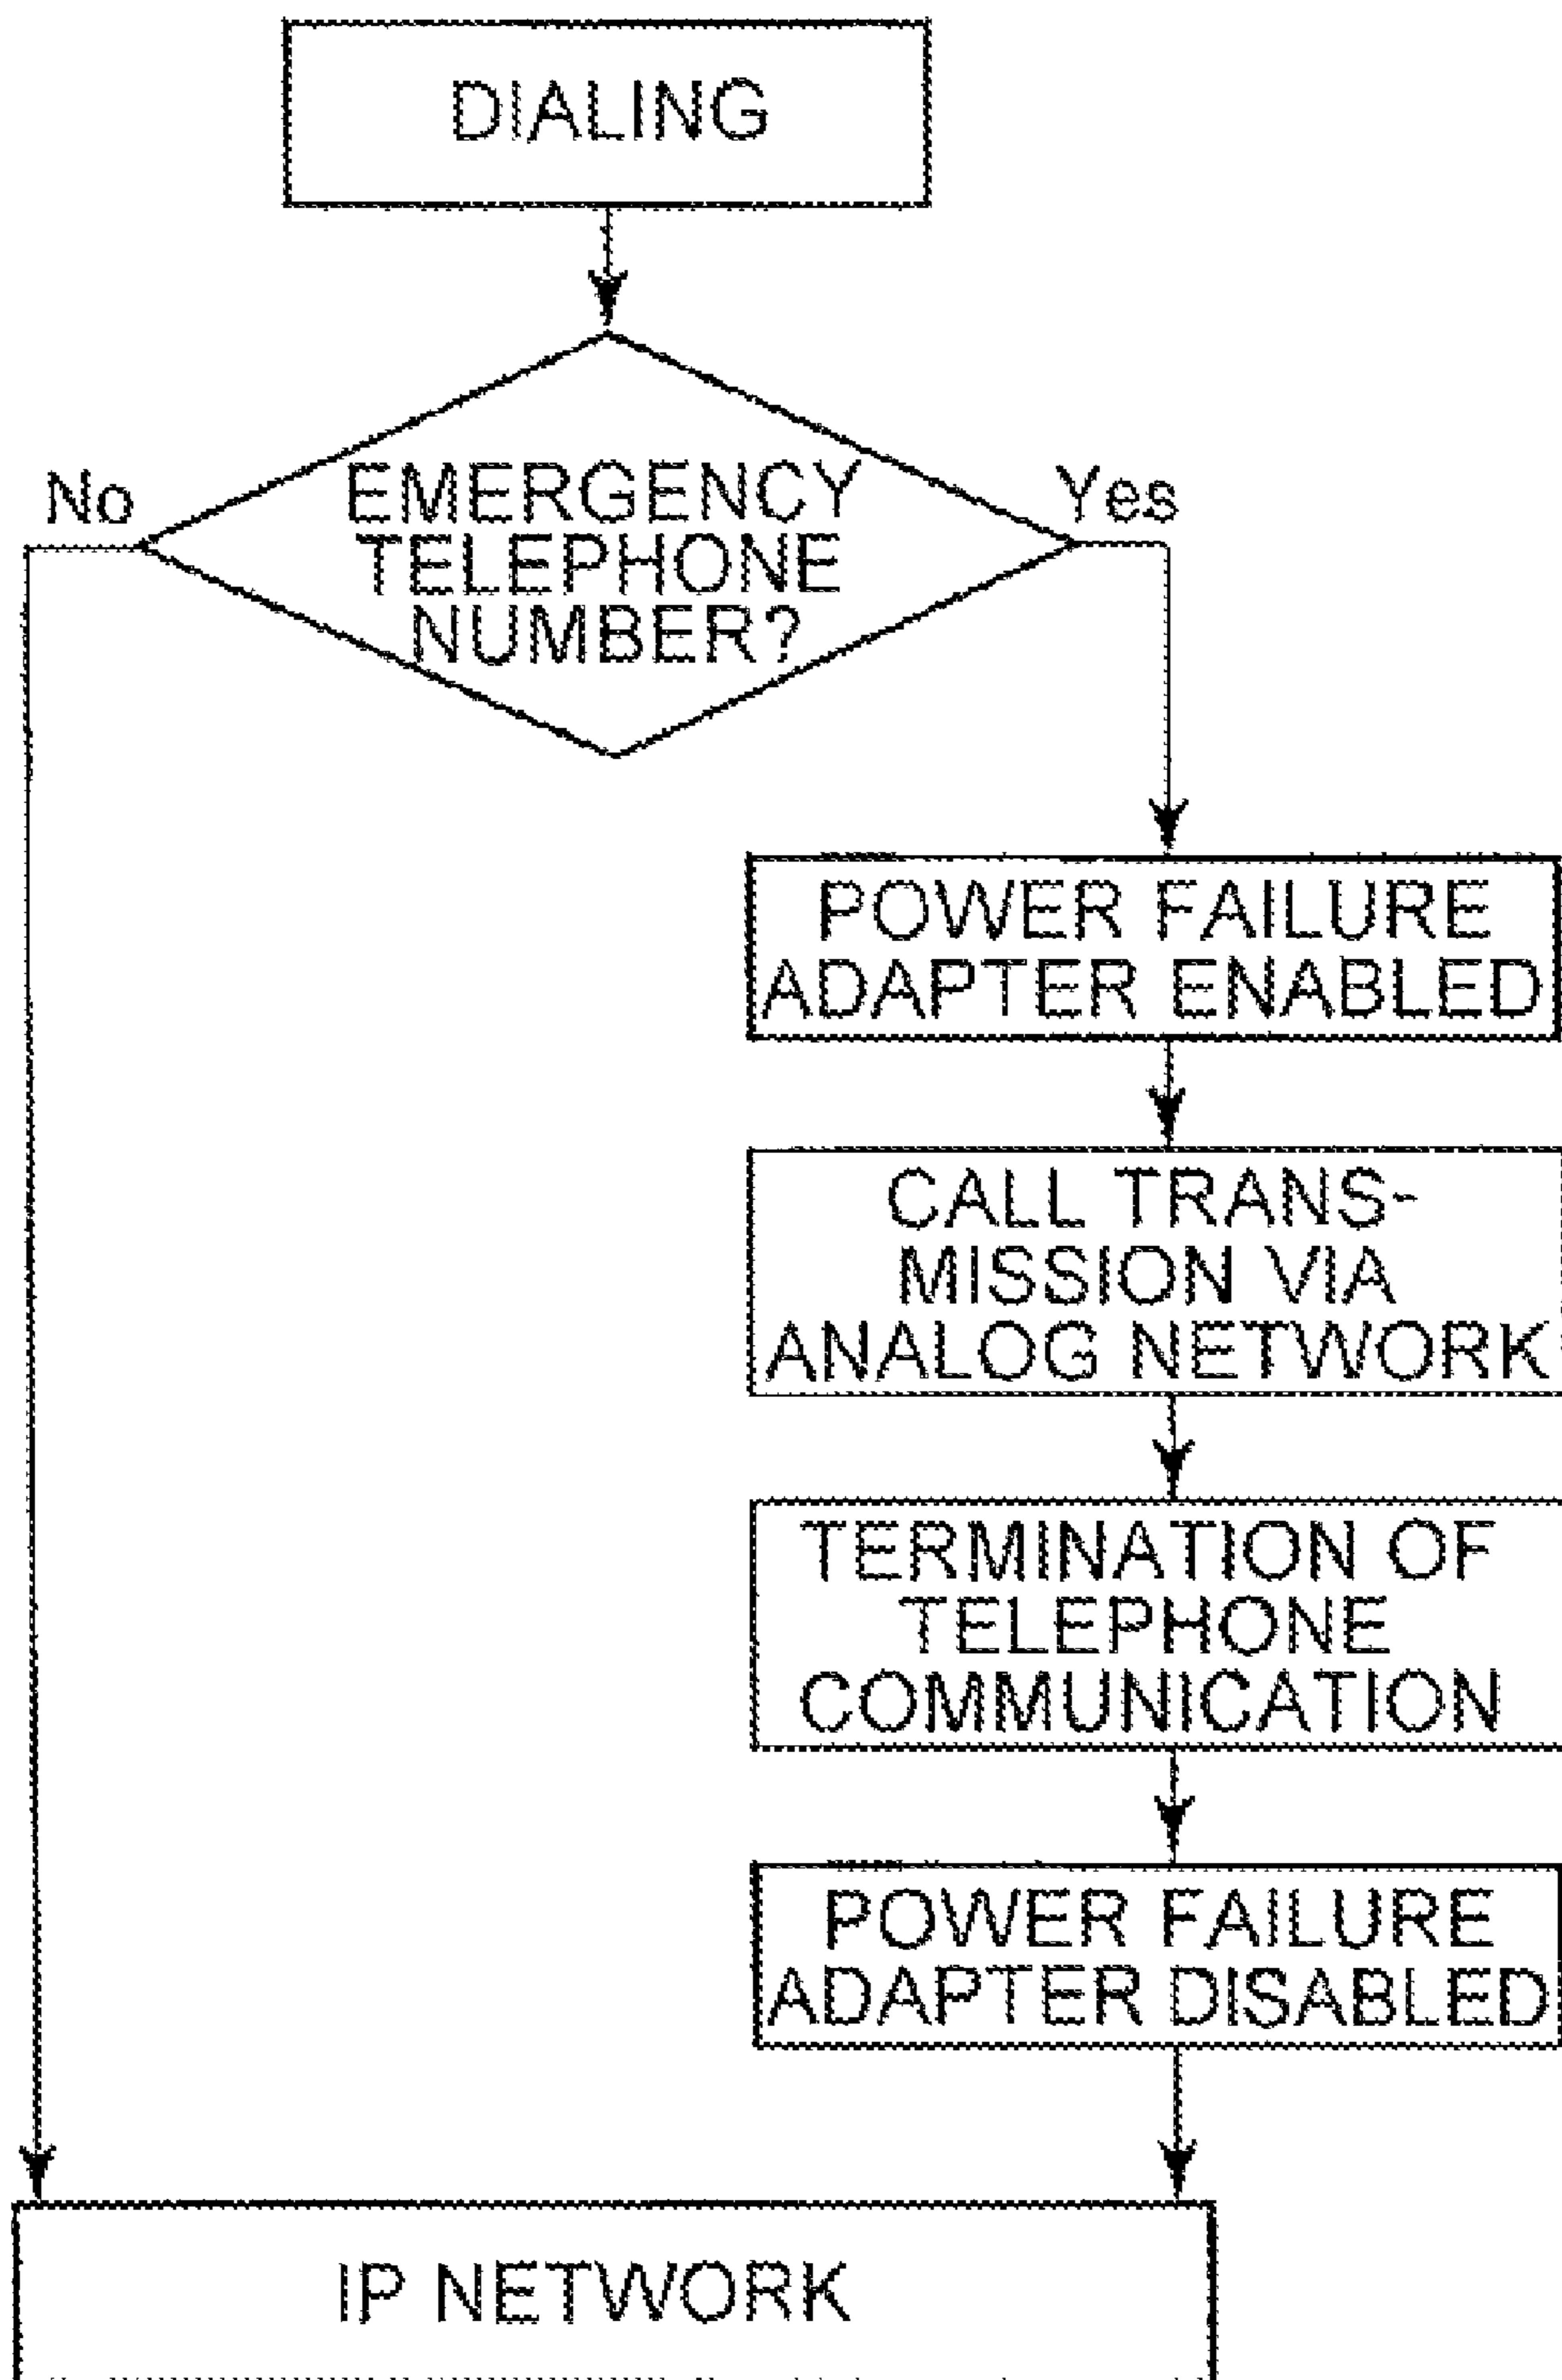 DIALING
No
EMERGENCY
TELEPHONE
NUMBER?
Yes
POWER FAILURE
ADAPTER ENABLED
CALL TRANS-
MISSION VIA
ANALOG NETWORK
TERMINATION OF
TELEPHONE
COMMUNICATION
POWER FAILURE
ADAPTER DISABLED
IP NETWORK